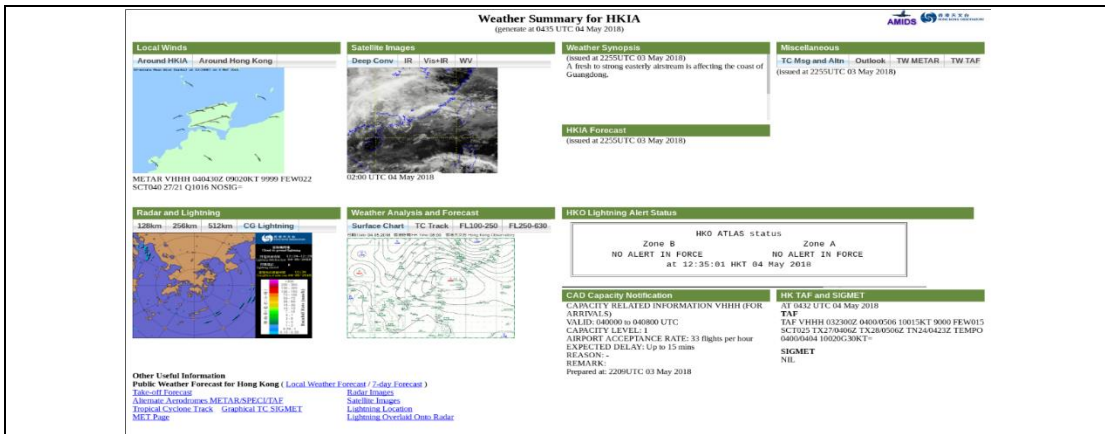 Weather Summary for HKIA
(generate at 0435 UTC 04 May 2018)
AMIDS
香港天文台
HONG KONG OBSERVATORY
Local Winds
Around HKIA Around Hong Kong
METAR VHHH 040430Z 09020KT 9999 FEW022
SCT040 27/21 Q1016 NOSIG=
Satellite Images
Deep Conv IR Vis+IR WV
02:00 UTC 04 May 2018
Weather Synopsis
(issued at 2255UTC 03 May 2018)
A fresh to strong easterly airstream is affecting the coast of
Guangdong.
HKIA Forecast
(issued at 2255UTC 03 May 2018)
Miscellaneous
TC Msg and Altn Outlook TW METAR TW TAF
(issued at 2255UTC 03 May 2018)
Radar and Lightning
128km 256km 512km CG Lightning
Weather Analysis and Forecast
Surface Chart TC Track FL100-250 FL250-630
HKO Lightning Alert Status
HKO ATLAS status
Zone B Zone A
NO ALERT IN FORCE NO ALERT IN FORCE
at 12:35:01 HKT 04 May 2018
CAD Capacity Notification
CAPACITY RELATED INFORMATION VHHH (FOR
ARRIVALS)
VALID: 040000 to 040800 UTC
CAPACITY LEVEL: 1
AIRPORT ACCEPTANCE RATE: 33 flights per hour
EXPECTED DELAY: Up to 15 mins
REASON: -
REMARK:
Prepared at: 2209UTC 03 May 2018
HK TAF and SIGMET
AT 0432 UTC 04 May 2018
TAF
TAF VHHH 032300Z 0400/0506 10015KT 9000 FEW015
SCT025 TX27/0406Z TX28/0506Z TN24/0423Z TEMPO
0400/0404 10020G30KT=
SIGMET
NIL
Other Useful Information
Public Weather Forecast for Hong Kong ( Local Weather Forecast / 7-day Forecast )
Take-off Forecast Radar Images
Alternate Aerodromes METAR/SPECI/TAF Satellite Images
Tropical Cyclone Track Graphical TC SIGMET Lightning Location
MET Page Lightning Overlaid Onto Radar